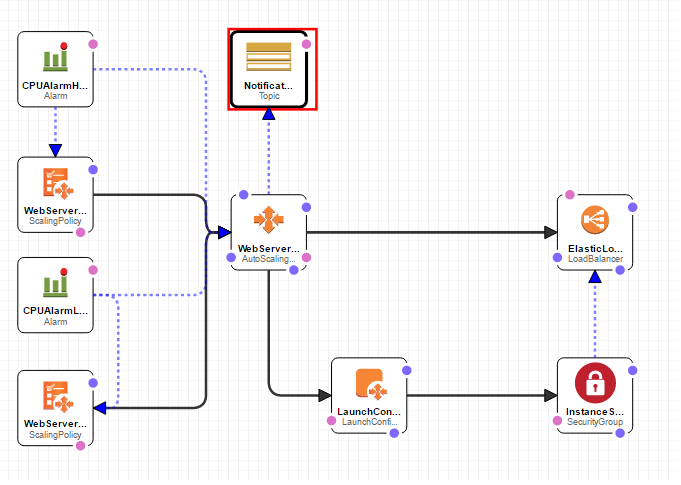 CPUAlarmH...
Alarm
Notificat...
Topic
WebServer...
ScalingPolicy
WebServer...
AutoScaling...
ElasticLo...
LoadBalancer
CPUAlarmL...
Alarm
WebServer...
ScalingPolicy
LaunchCon...
LaunchConfi...
InstanceS...
SecurityGroup